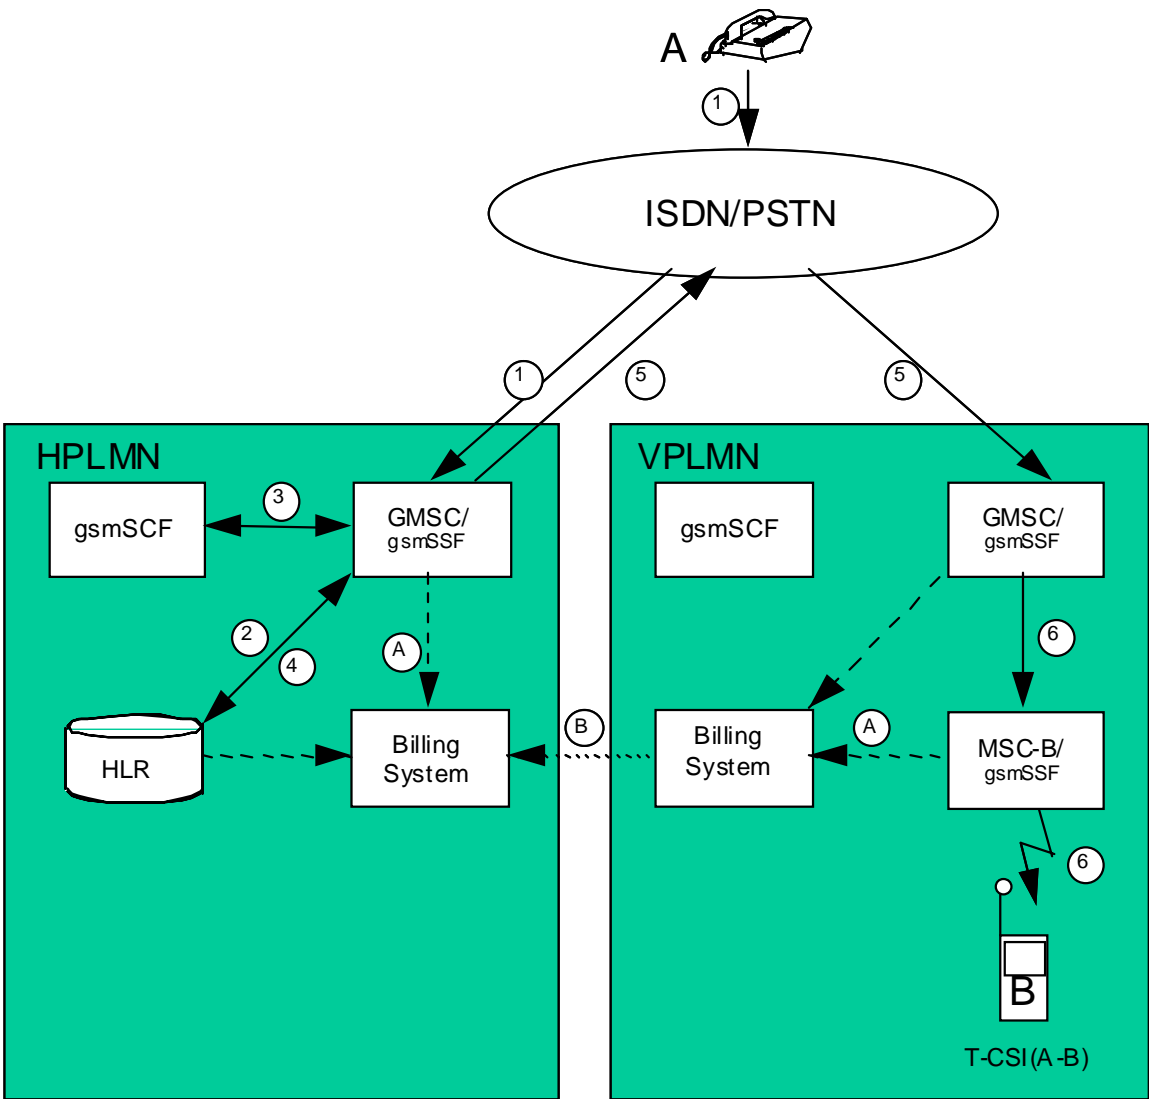 A
1
ISDN/PSTN
1
5
5
HPLMN
VPLMN
gsmSCF
3
GMSC/
gsmSSF
gsmSCF
GMSC/
gsmSSF
2
4
A
6
HLR
Billing
System
B
Billing
System
A
MSC-B/
gsmSSF
6
B
T-CSI(A-B)